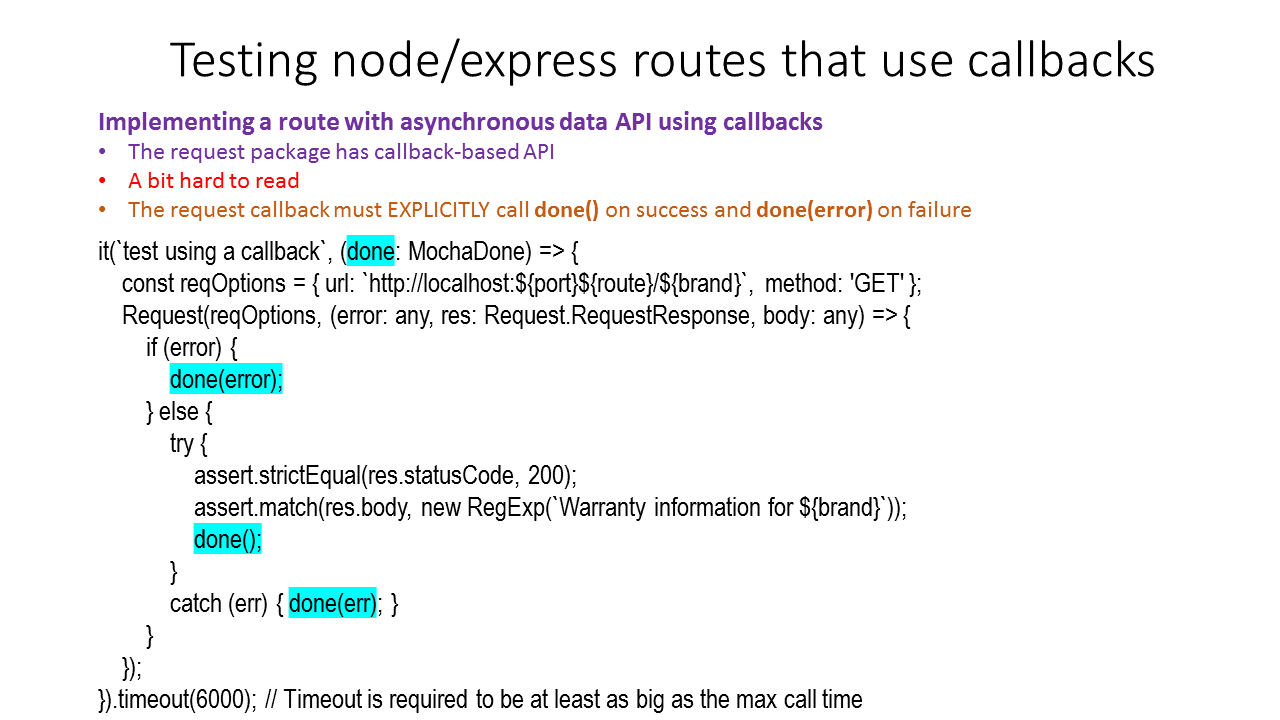 Testing node/express routes that use callbacks
Implementing a route with asynchronous data API using callbacks
• The request package has callback-based API
• A bit hard to read
• The request callback must EXPLICITLY call done() on success and done(error) on failure
it(`test using a callback`, (done: MochaDone) => {
    const reqOptions = { url: `http://localhost:${port}${route}/${brand}`, method: 'GET' };
    Request(reqOptions, (error: any, res: Request.RequestResponse, body: any) => {
        if (error) {
            done(error);
        } else {
            try {
                assert.strictEqual(res.statusCode, 200);
                assert.match(res.body, new RegExp(`Warranty information for ${brand}`));
                done();
            }
            catch (err) { done(err); }
        }
    });
}).timeout(6000); // Timeout is required to be at least as big as the max call time